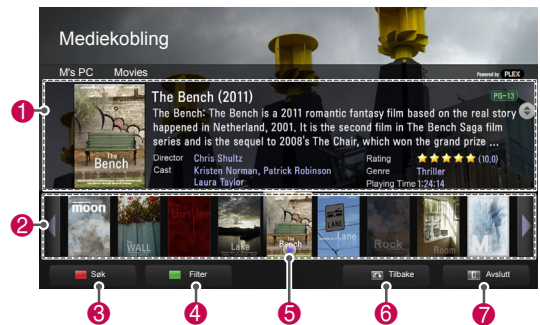 Mediekobling
M's PC Movies
Powered by PLEX
1
The Bench (2011)
PG-13
The Bench: The Bench is a 2011 romantic fantasy film based on the real story
happened in Netherland, 2001. It is the second film in The Bench Saga film
series and is the sequel to 2008's The Chair, which won the grand prize ...
Director Chris Shultz
Cast Kristen Norman, Patrick Robinson
Laura Taylor
Rating (10,0)
Genre Thriller
Playing Time 1:24:14
The
Bench
2
moon
WALL
thriller
Lake
The
Bench
LANE
Lane
Rock
Room
M
Søk
Filter
Tilbake
Avslutt
3
4
5
6
7